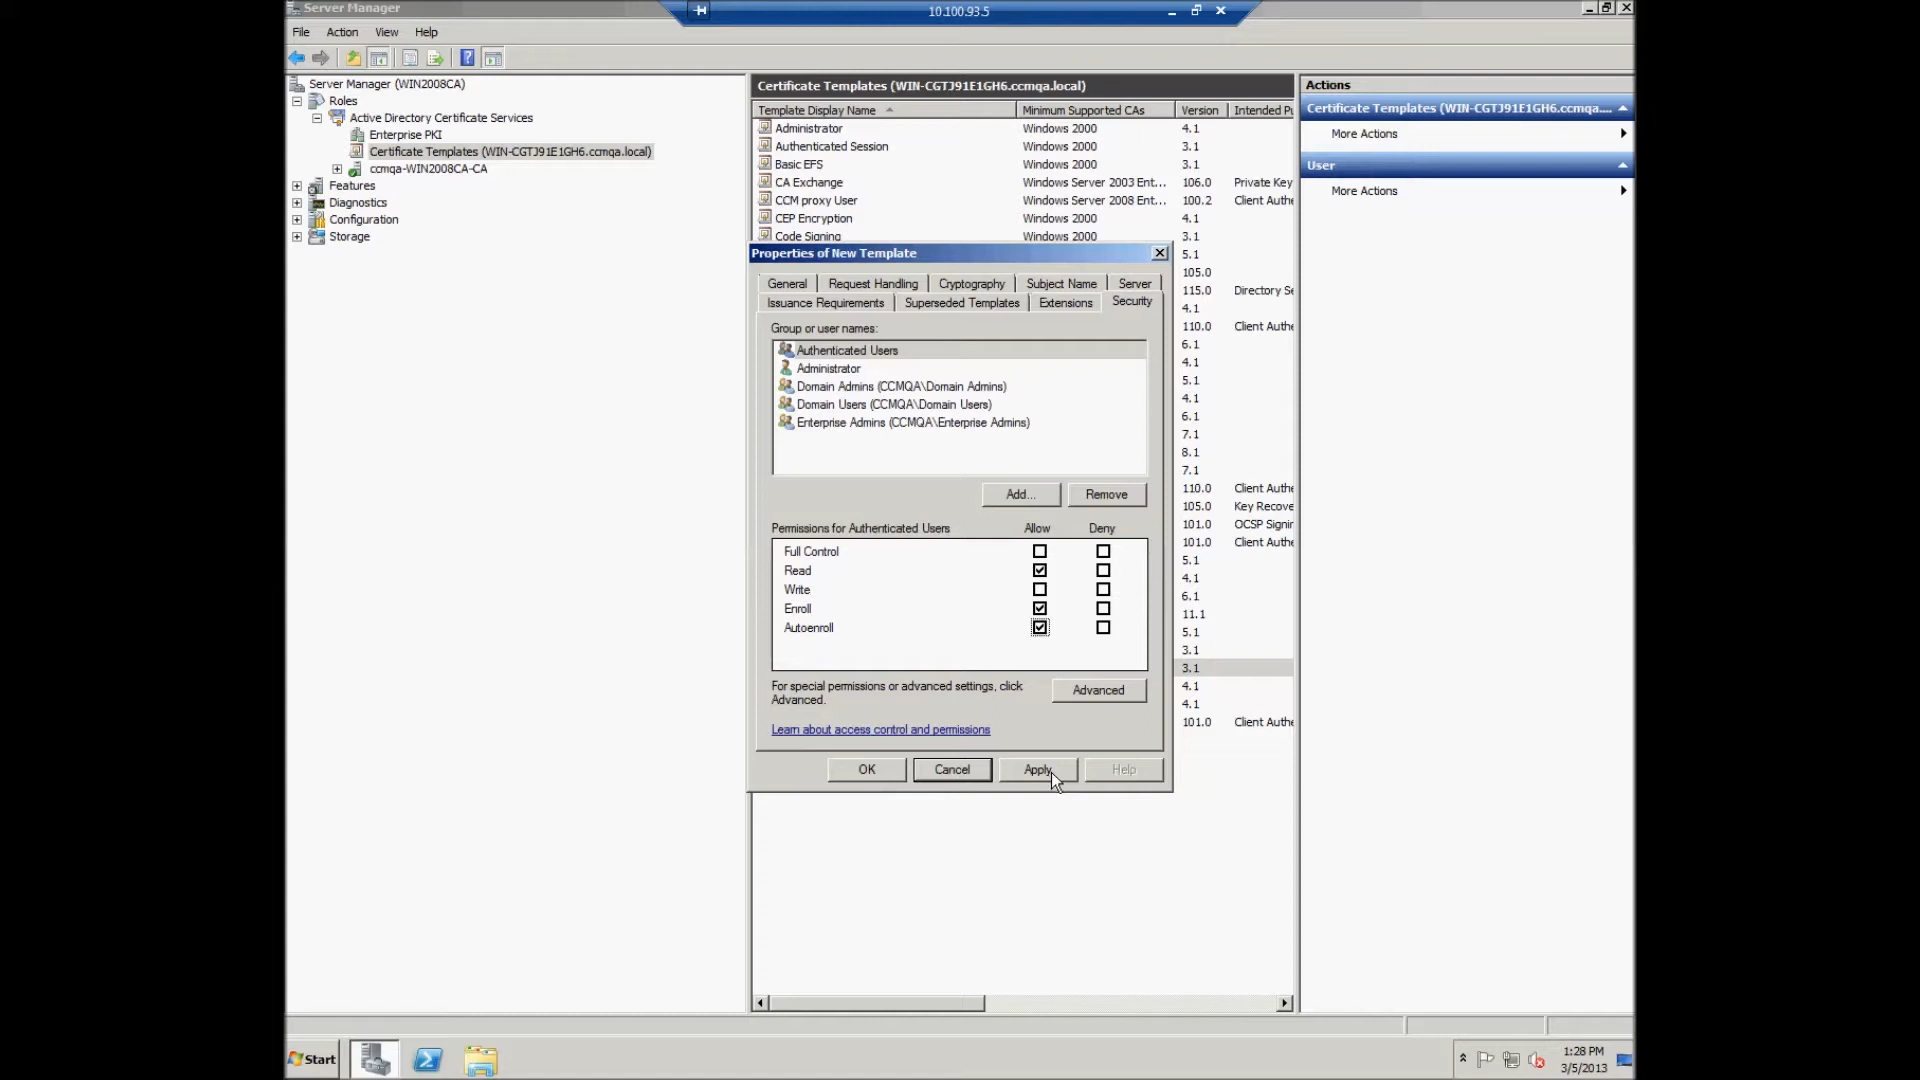 Server Manager
10.100.93.5
File Action View Help
Server Manager (WIN2008CA)
Roles
Active Directory Certificate Services
Enterprise PKI
Certificate Templates (WIN-CGTJ91E1GH6.ccmqa.local)
ccmqa-WIN2008CA-CA
Features
Diagnostics
Configuration
Storage
Certificate Templates (WIN-CGTJ91E1GH6.ccmqa.local)
Template Display Name Minimum Supported CAs Version Intended Pu
Administrator Windows 2000 4.1
Authenticated Session Windows 2000 3.1
Basic EFS Windows 2000 3.1
CA Exchange Windows Server 2003 Ent... 106.0 Private Key
CCM proxy User Windows Server 2008 Ent... 100.2 Client Authe
CEP Encryption Windows 2000 4.1
Code Signing Windows 2000 3.1
5.1
105.0
115.0 Directory Se
4.1
110.0 Client Authe
6.1
4.1
5.1
4.1
6.1
7.1
8.1
7.1
110.0 Client Authe
105.0 Key Recove
101.0 OCSP Signin
101.0 Client Authe
5.1
4.1
6.1
11.1
5.1
3.1
3.1
4.1
4.1
101.0 Client Authe
Properties of New Template
General Request Handling Cryptography Subject Name Server
Issuance Requirements Superseded Templates Extensions Security
Group or user names:
Authenticated Users
Administrator
Domain Admins (CCMQA\Domain Admins)
Domain Users (CCMQA\Domain Users)
Enterprise Admins (CCMQA\Enterprise Admins)
Add... Remove
Permissions for Authenticated Users Allow Deny
Full Control
Read
Write
Enroll
Autoenroll
For special permissions or advanced settings, click
Advanced.
Advanced
Learn about access control and permissions
OK Cancel Apply Help
Actions
Certificate Templates (WIN-CGTJ91E1GH6.ccmqa....
More Actions
User
More Actions
Start
1:28 PM
3/5/2013